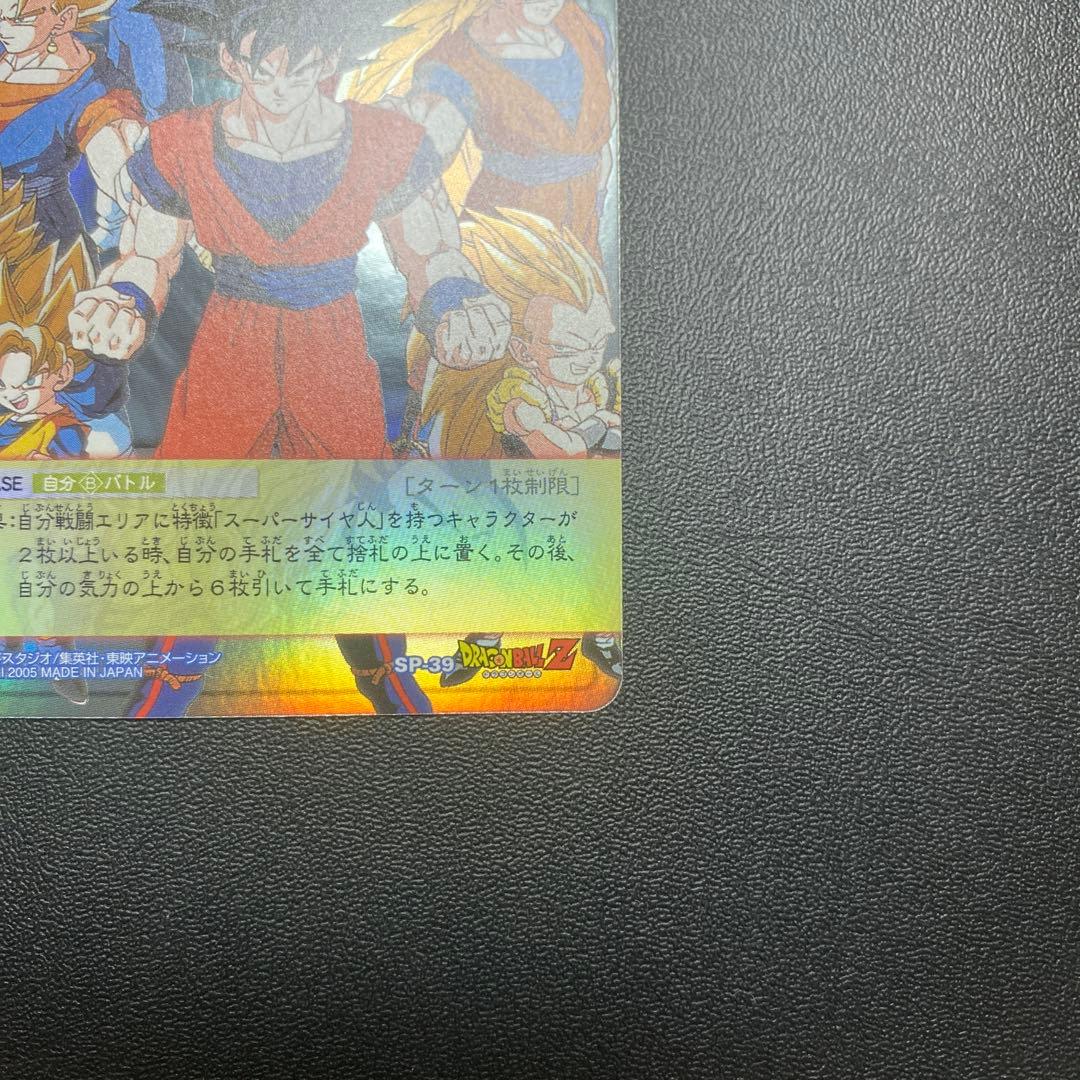 ASE 自分Ⓑバトル [ターン1枚制限]
:自分戦闘エリアに特徴「スーパーサイヤ人」を持つキャラクターが
2枚以上いる時、自分の手札を全て捨札の上に置く。その後、
自分の気力の上から6枚引いて手札にする。
スタジオ/集英社・東映アニメーション
2005 MADE IN JAPAN
SP-39 DRAGONBALL Z